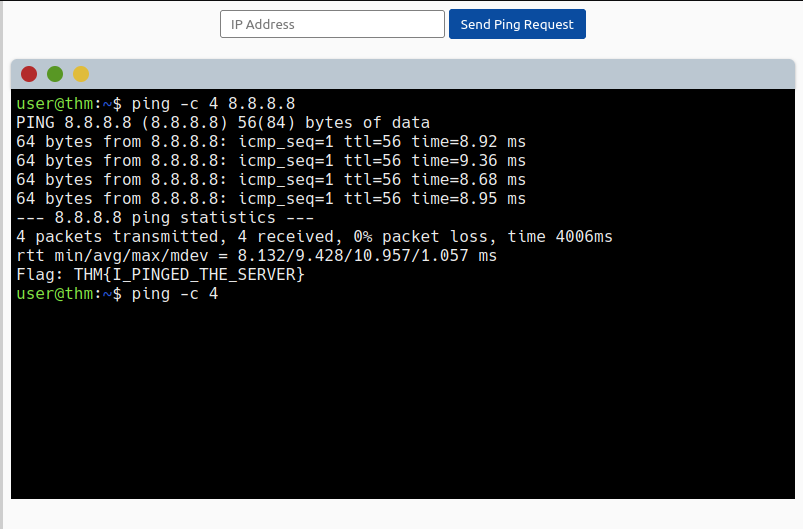 IP Address
Send Ping Request
user@thm:~$ ping -c 4 8.8.8.8
PING 8.8.8.8 (8.8.8.8) 56(84) bytes of data
64 bytes from 8.8.8.8: icmp_seq=1 ttl=56 time=8.92 ms
64 bytes from 8.8.8.8: icmp_seq=1 ttl=56 time=9.36 ms
64 bytes from 8.8.8.8: icmp_seq=1 ttl=56 time=8.68 ms
64 bytes from 8.8.8.8: icmp_seq=1 ttl=56 time=8.95 ms
--- 8.8.8.8 ping statistics ---
4 packets transmitted, 4 received, 0% packet loss, time 4006ms
rtt min/avg/max/mdev = 8.132/9.428/10.957/1.057 ms
Flag: THM{I_PINGED_THE_SERVER}
user@thm:~$ ping -c 4